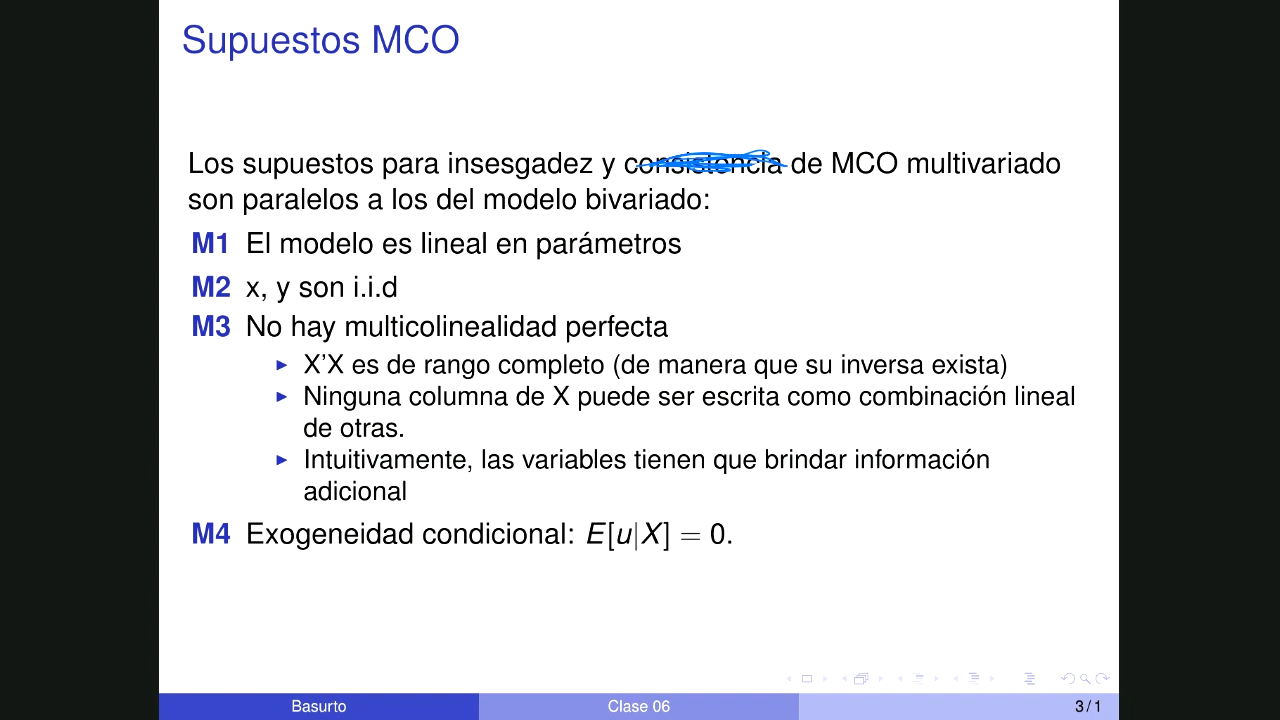 Supuestos MCO
Los supuestos para insesgadez y consistencia de MCO multivariado
son paralelos a los del modelo bivariado:
M1 El modelo es lineal en parámetros
M2 x, y son i.i.d
M3 No hay multicolinealidad perfecta
▶ X'X es de rango completo (de manera que su inversa exista)
▶ Ninguna columna de X puede ser escrita como combinación lineal
de otras.
▶ Intuitivamente, las variables tienen que brindar información
adicional
M4 Exogeneidad condicional: E[u|X] = 0.
Basurto Clase 06 3 / 1